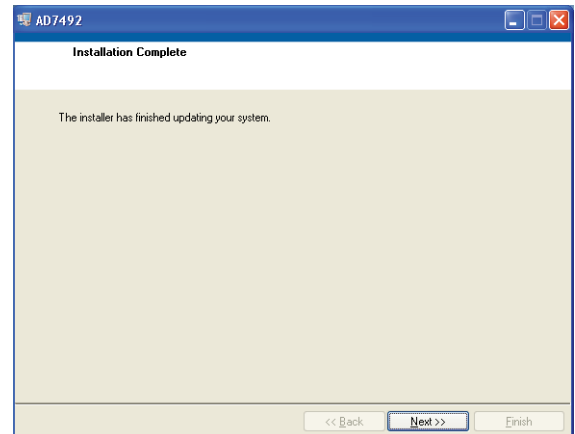 AD7492
Installation Complete
The installer has finished updating your system.
<< Back Next >> Finish